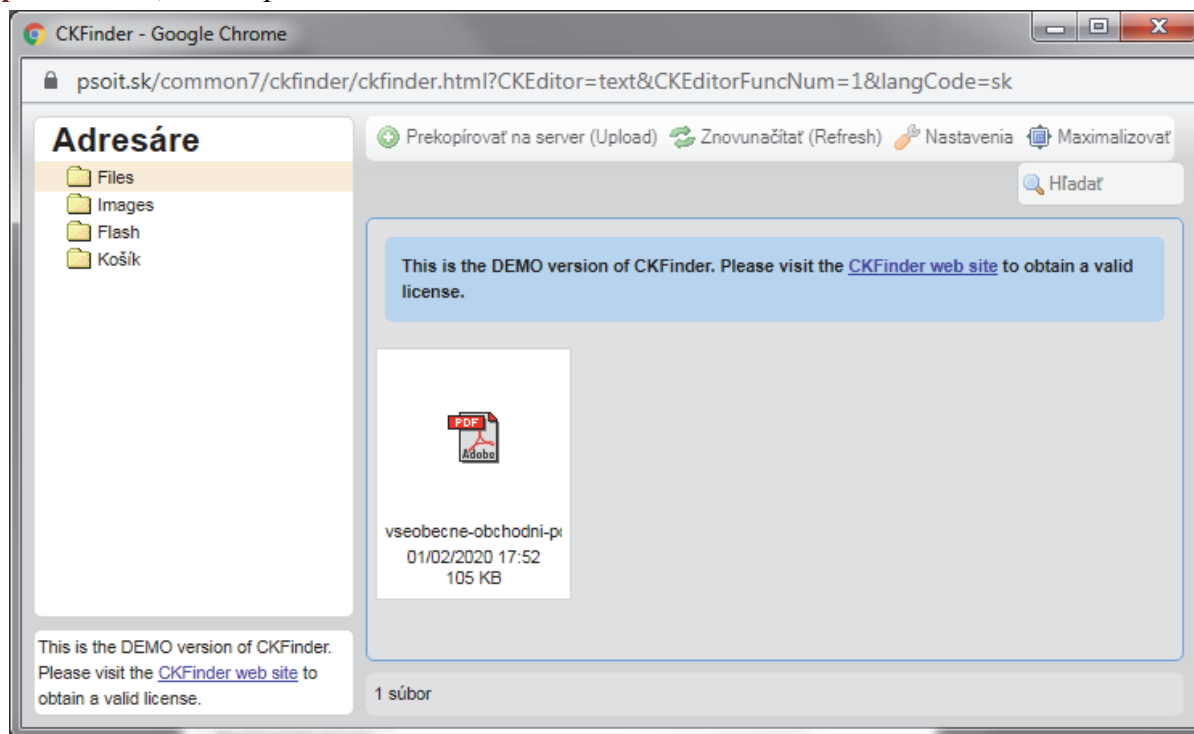 CKFinder - Google Chrome
psoit.sk/common7/ckfinder/ckfinder.html?CKEditor=text&CKEditorFuncNum=1&langCode=sk
Adresáre
Files
Images
Flash
Košík
This is the DEMO version of CKFinder.
Please visit the CKFinder web site to
obtain a valid license.
Prekopírovať na server (Upload) Znovunačítať (Refresh) Nastavenia Maximalizovať
Hľadať
This is the DEMO version of CKFinder. Please visit the CKFinder web site to obtain a valid
license.
PDF
Adobe
vseobecne-obchodni-p
01/02/2020 17:52
105 KB
1 súbor